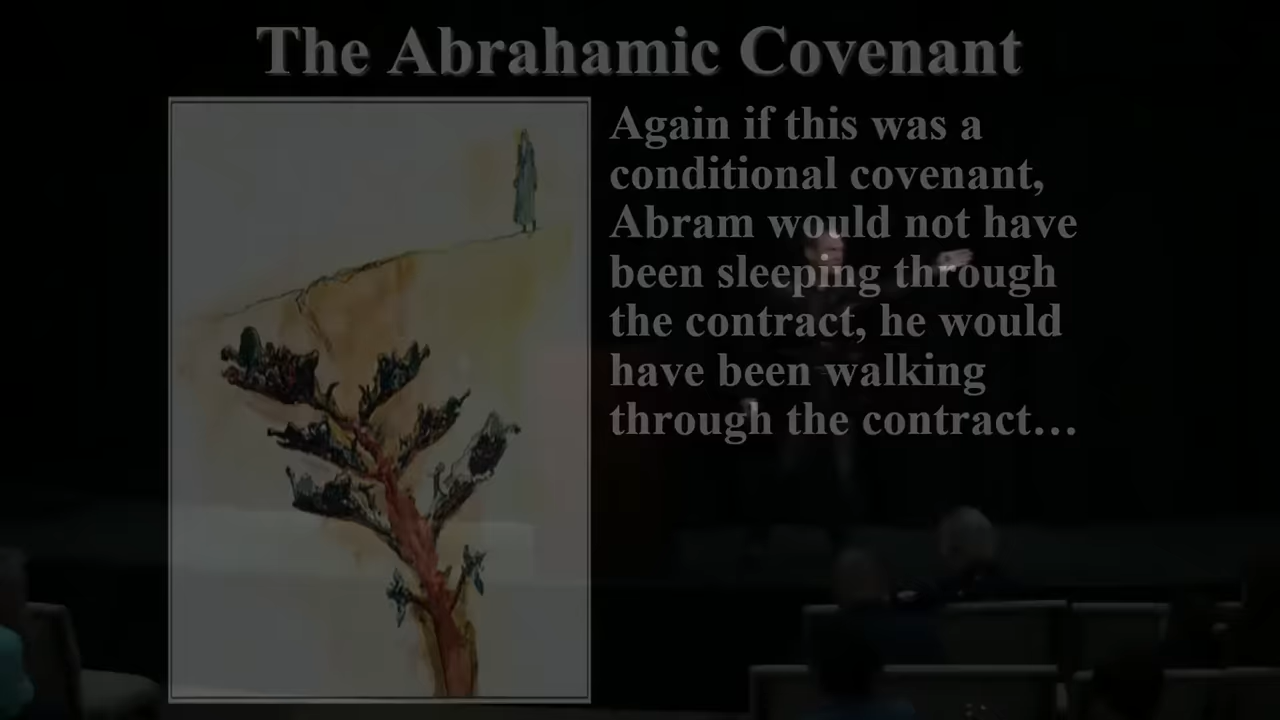 The Abrahamic Covenant
Again if this was a
conditional covenant,
Abram would not have
been sleeping through
the contract, he would
have been walking
through the contract…